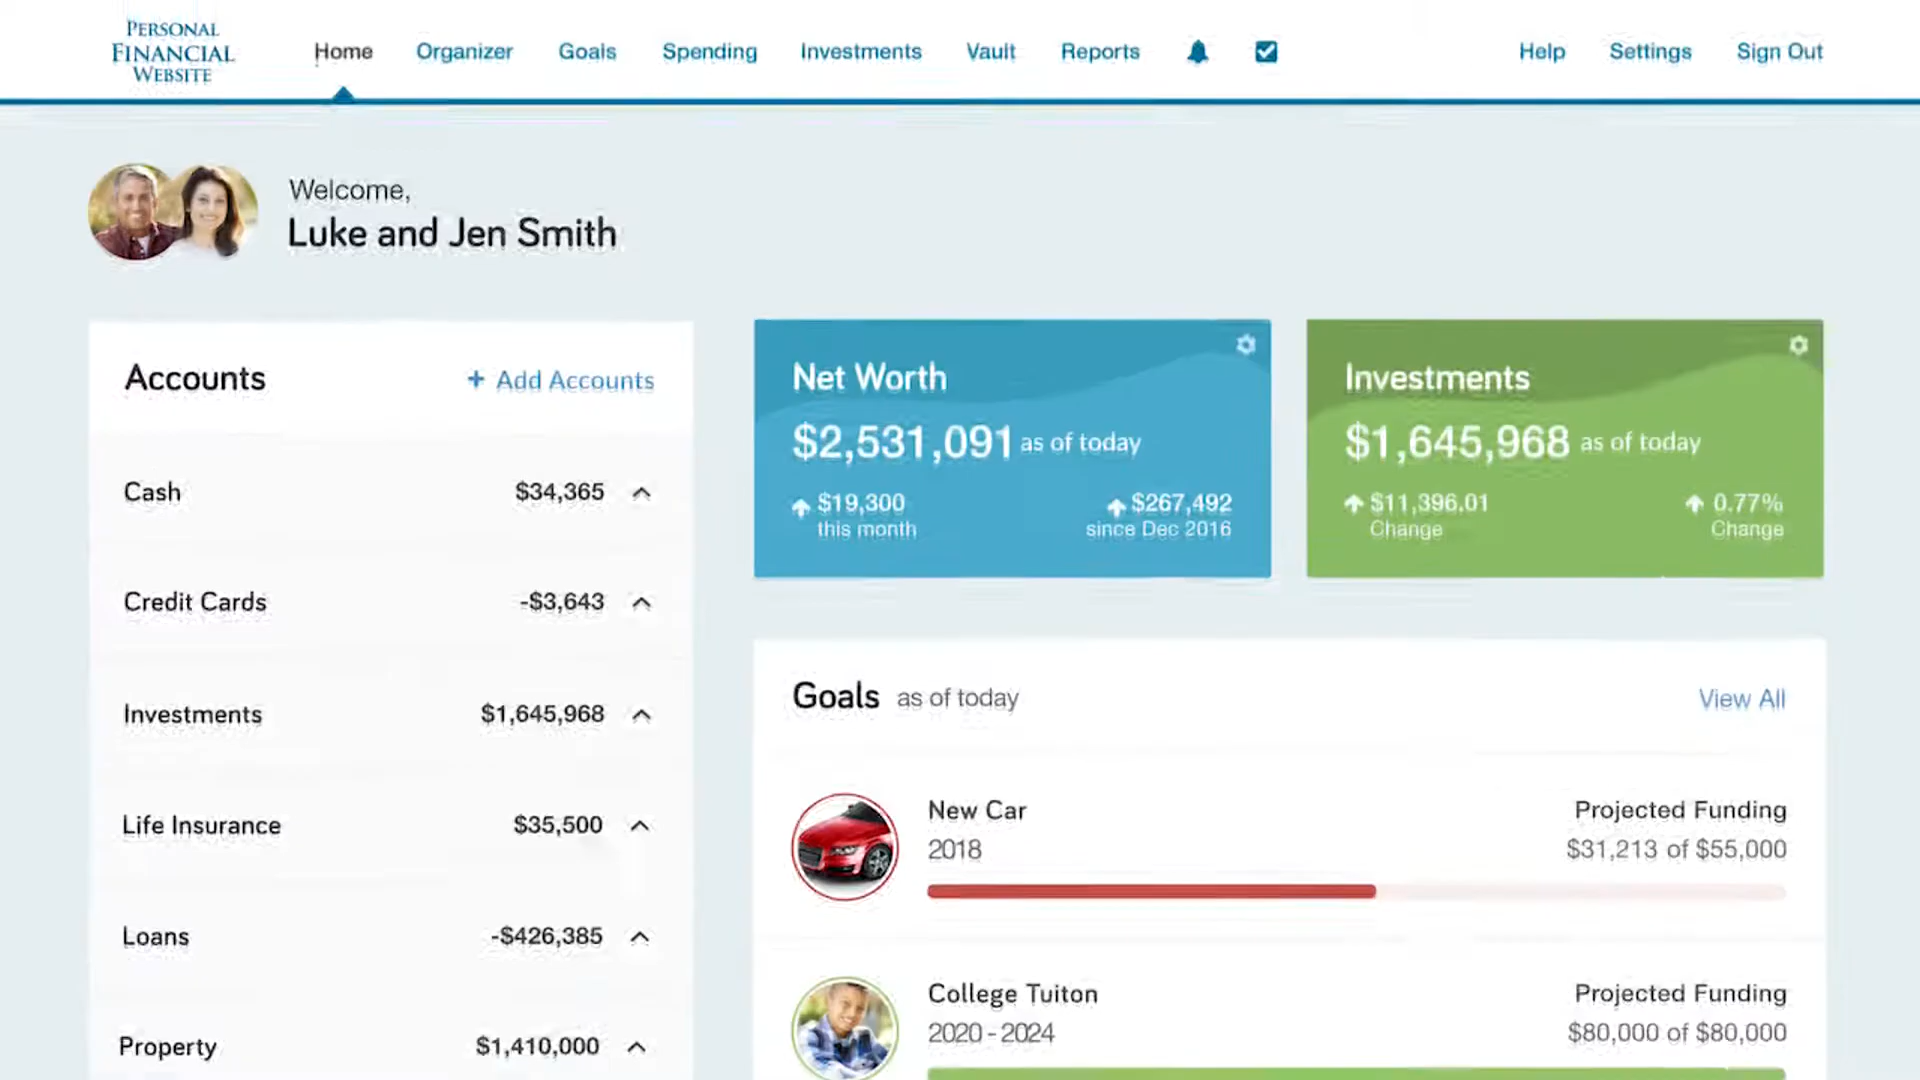 PERSONAL
FINANCIAL
WEBSITE
Home
Organizer
Goals
Spending
Investments
Vault
Reports
Help
Settings
Sign Out
Welcome,
Luke and Jen Smith
Accounts
+ Add Accounts
Cash $34,365
Credit Cards -$3,643
Investments $1,645,968
Life Insurance $35,500
Loans -$426,385
Property $1,410,000
Net Worth
$2,531,091 as of today
$19,300
this month
$267,492
since Dec 2016
Investments
$1,645,968 as of today
$11,396.01
Change
0.77%
Change
Goals as of today
View All
New Car
2018
Projected Funding
$31,213 of $55,000
College Tuiton
2020 - 2024
Projected Funding
$80,000 of $80,000